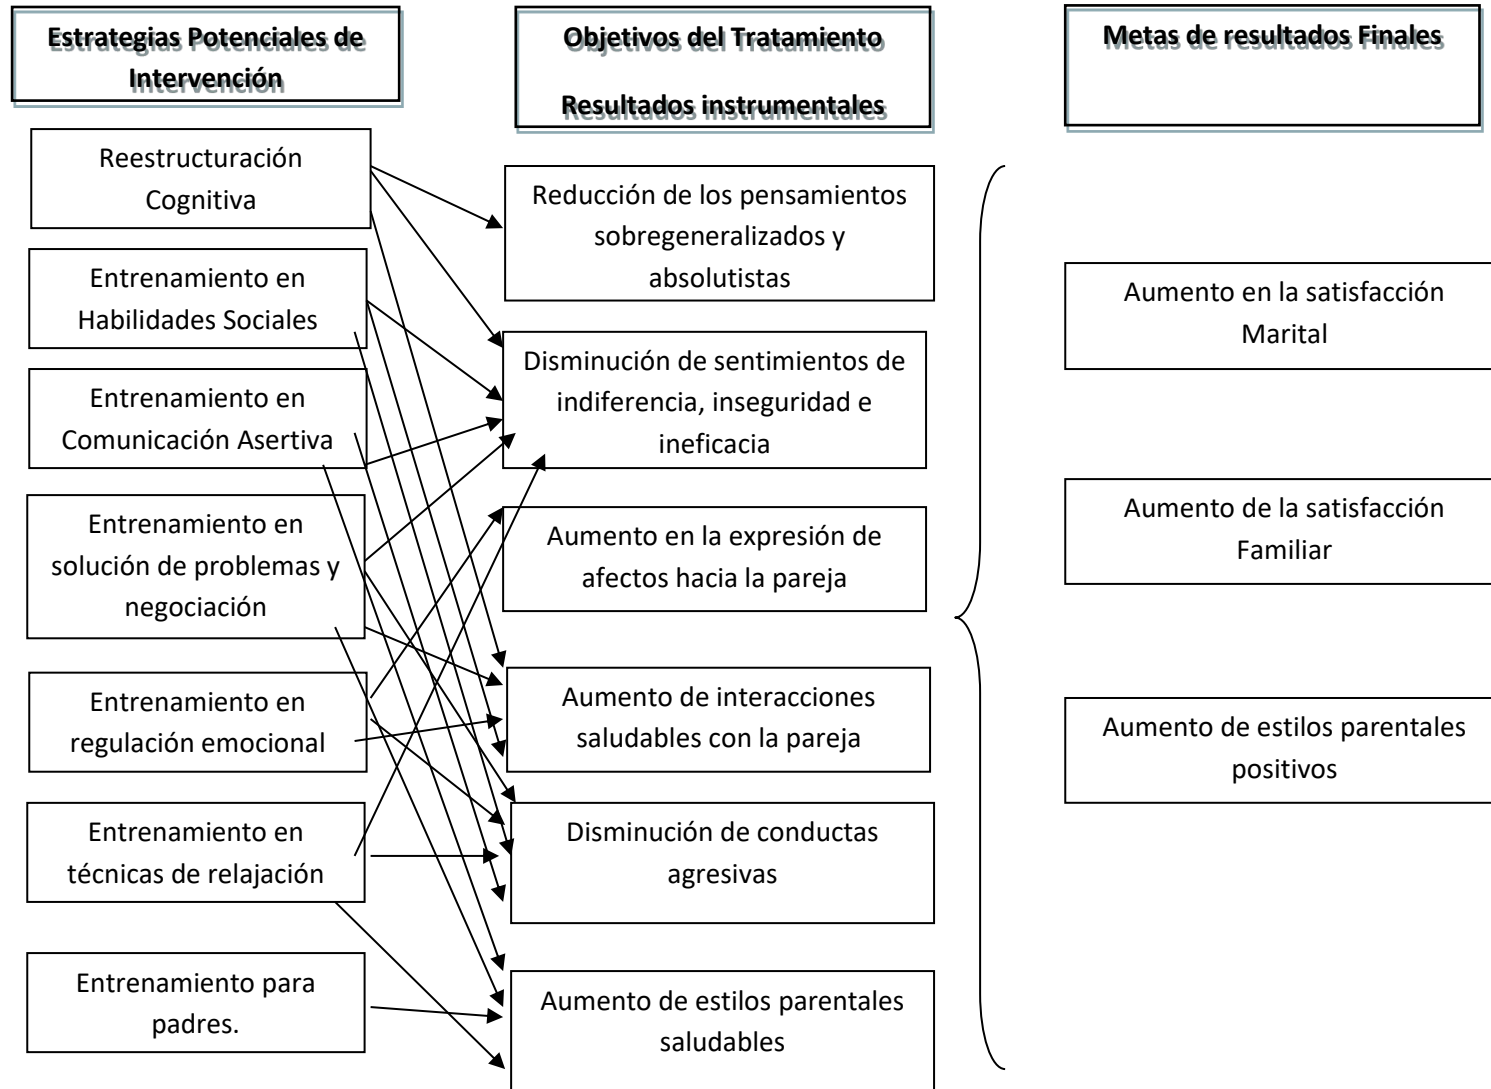 Estrategias Potenciales de
Intervención
Reestructuración
Cognitiva
Entrenamiento en
Habilidades Sociales
Entrenamiento en
Comunicación Asertiva
Entrenamiento en
solución de problemas y
negociación
Entrenamiento en
regulación emocional
Entrenamiento en
técnicas de relajación
Entrenamiento para
padres.
Objetivos del Tratamiento
Resultados instrumentales
Reducción de los pensamientos
sobregeneralizados y
absolutistas
Disminución de sentimientos de
indiferencia, inseguridad e
ineficacia
Aumento en la expresión de
afectos hacia la pareja
Aumento de interacciones
saludables con la pareja
Disminución de conductas
agresivas
Aumento de estilos parentales
saludables
Metas de resultados Finales
Aumento en la satisfacción
Marital
Aumento de la satisfacción
Familiar
Aumento de estilos parentales
positivos